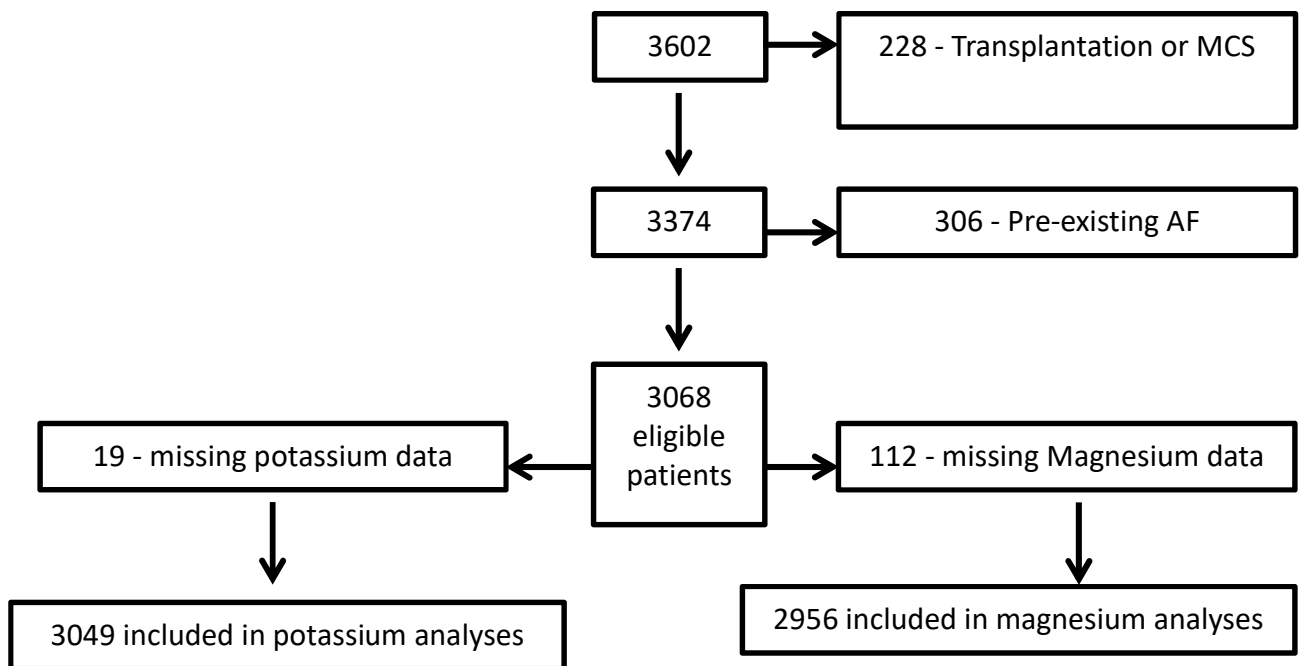 3602
228 - Transplantation or MCS
3374
306 - Pre-existing AF
3068
eligible
patients
19 - missing potassium data
112 - missing Magnesium data
3049 included in potassium analyses
2956 included in magnesium analyses